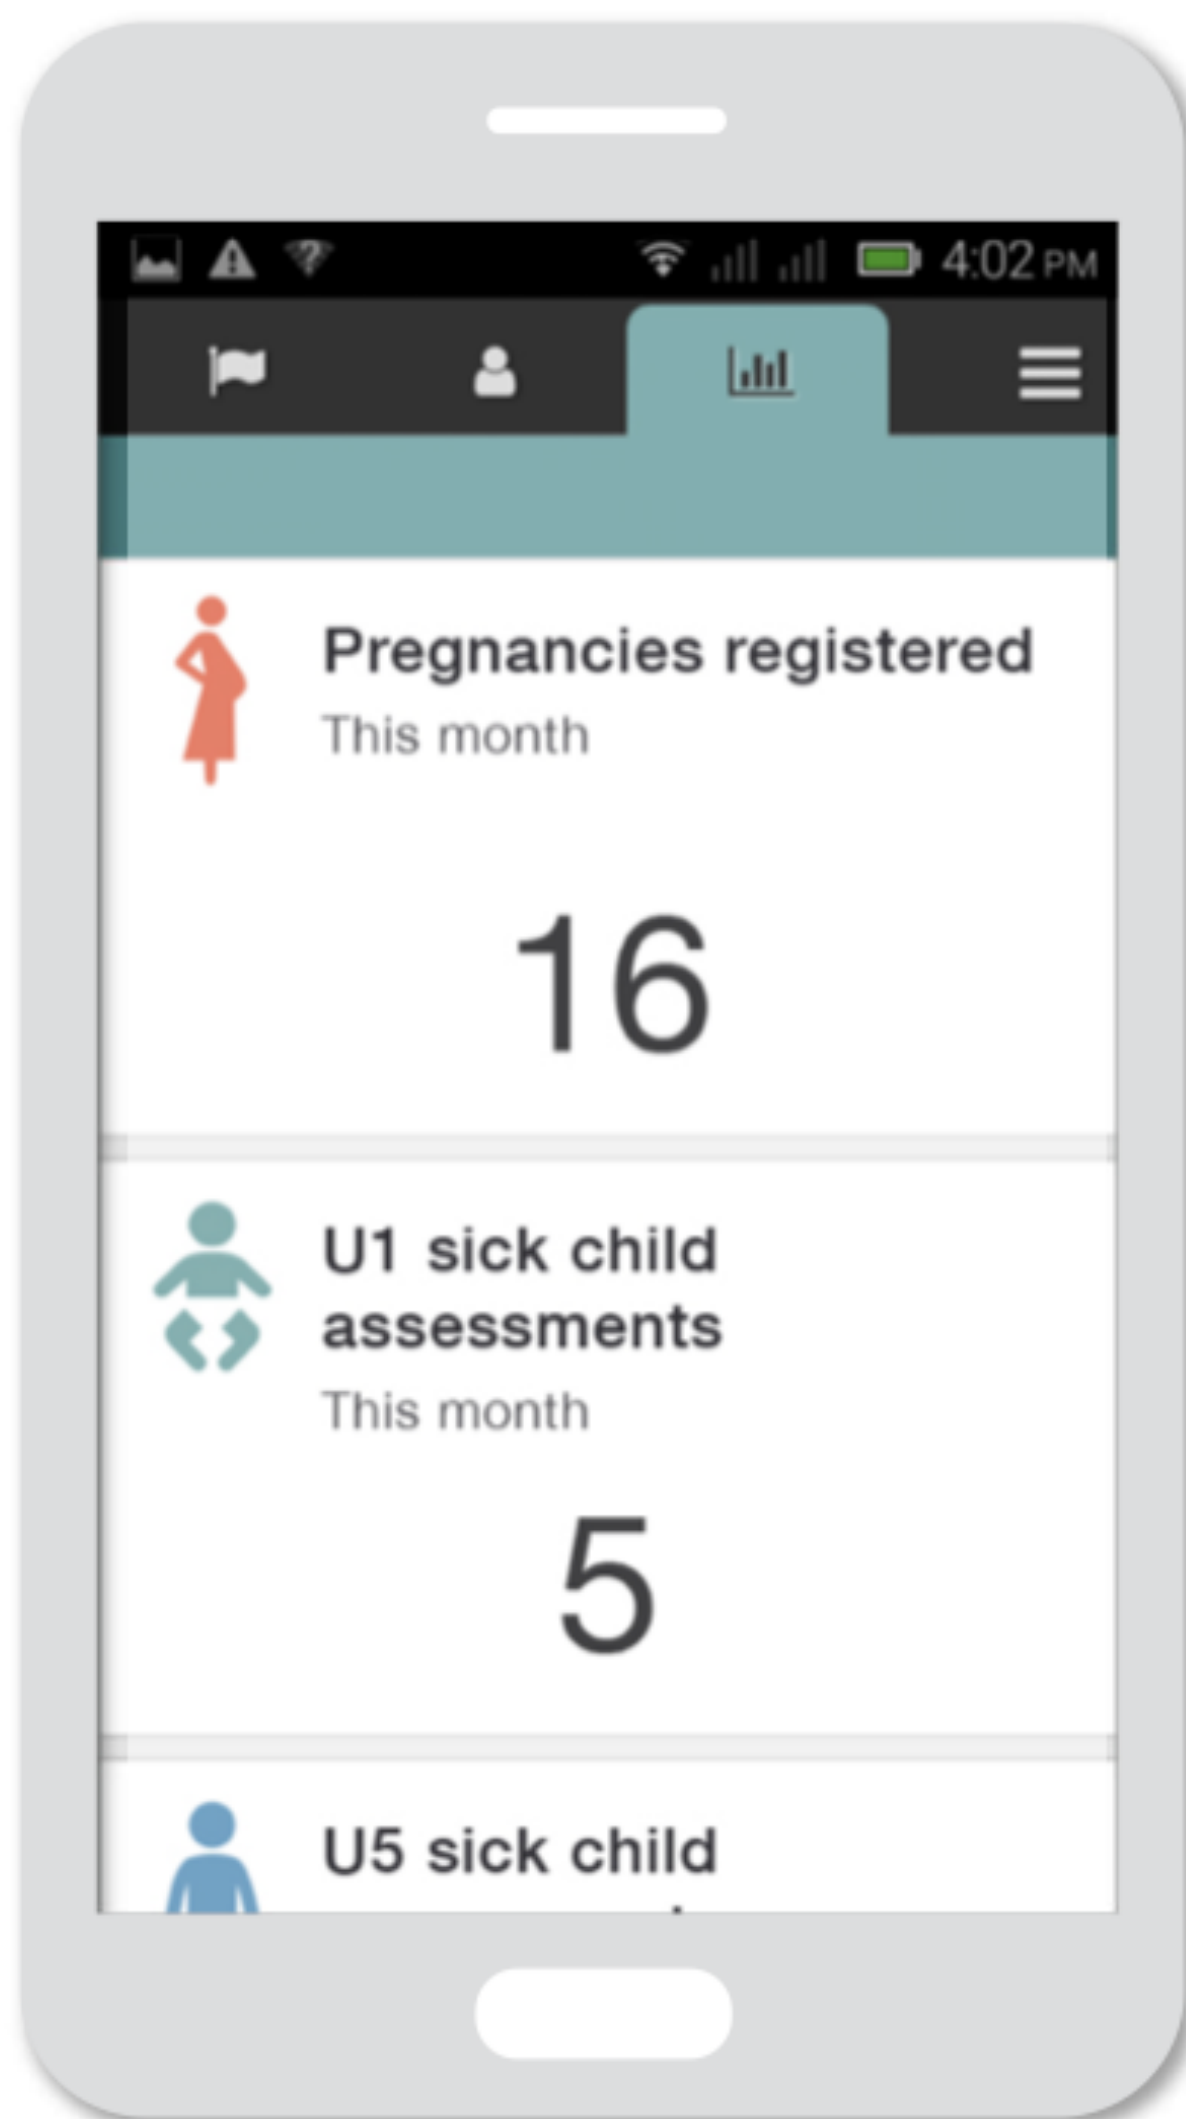 4:02 PM
Pregnancies registered
This month
16
U1 sick child
assessments
This month
5
U5 sick child